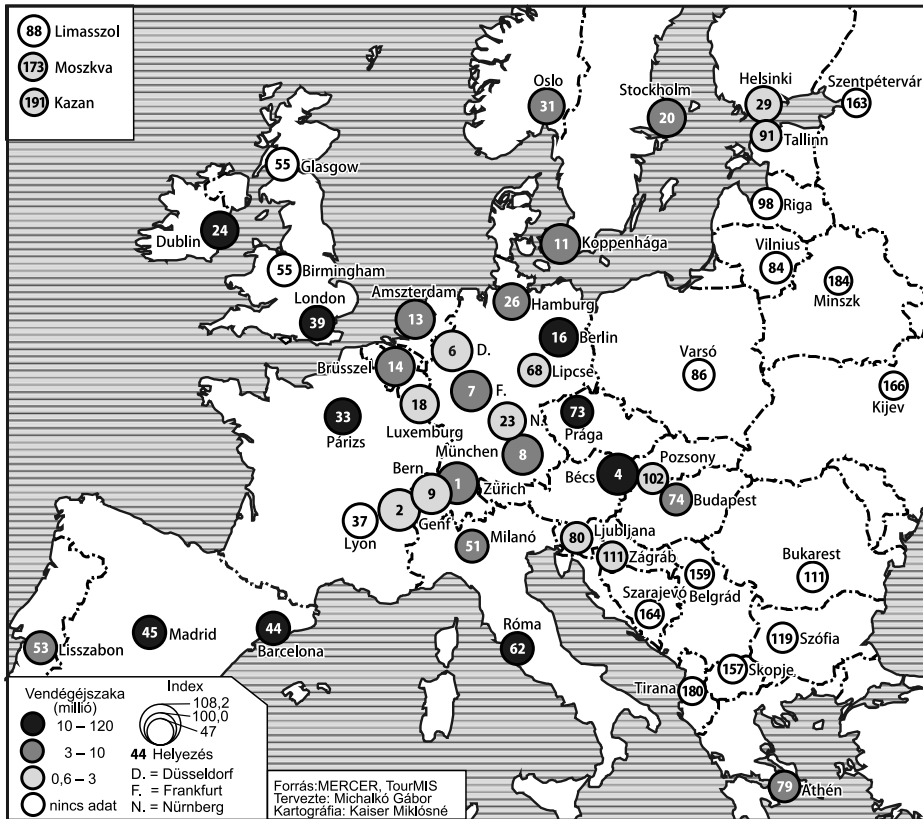 88 Limasszol
173 Moszkva
191 Kazan
Oslo
31
Stockholm
20
Helsinki
29
Szentpétervár
163
91
Tallinn
55
Glasgow
98
Riga
Dublin
24
11
Koppenhága
Vilnius
84
184
Minszk
55
Birmingham
London
39
Amszterdam
13
26
Hamburg
16
Berlin
6 D.
Brüsszel
14
68 Lipcse
Varsó
86
166
Kijev
7 F.
18
Luxemburg
33
Párizs
23 N.
73
Prága
München
8
Bécs
4
Pozsony
102
74
Budapest
Bern
9
1
Zürich
2
Genf
37
Lyon
Milanó
51
80
Ljubljana
111
Zágráb
159
Belgrád
Szarajevó
164
Bukarest
111
119 Szófia
157 Skopje
Tirana
180
Róma
62
44
Barcelona
45 Madrid
53
Lisszabon
79
Athén
Vendégéjszaka
(millió)
10 – 120
3 – 10
0,6 – 3
nincs adat
Index
108,2
100,0
47
44 Helyezés
D. = Düsseldorf
F. = Frankfurt
N. = Nürnberg
Forrás:MERCER, TourMIS
Tervezte: Michalkó Gábor
Kartográfia: Kaiser Miklósné